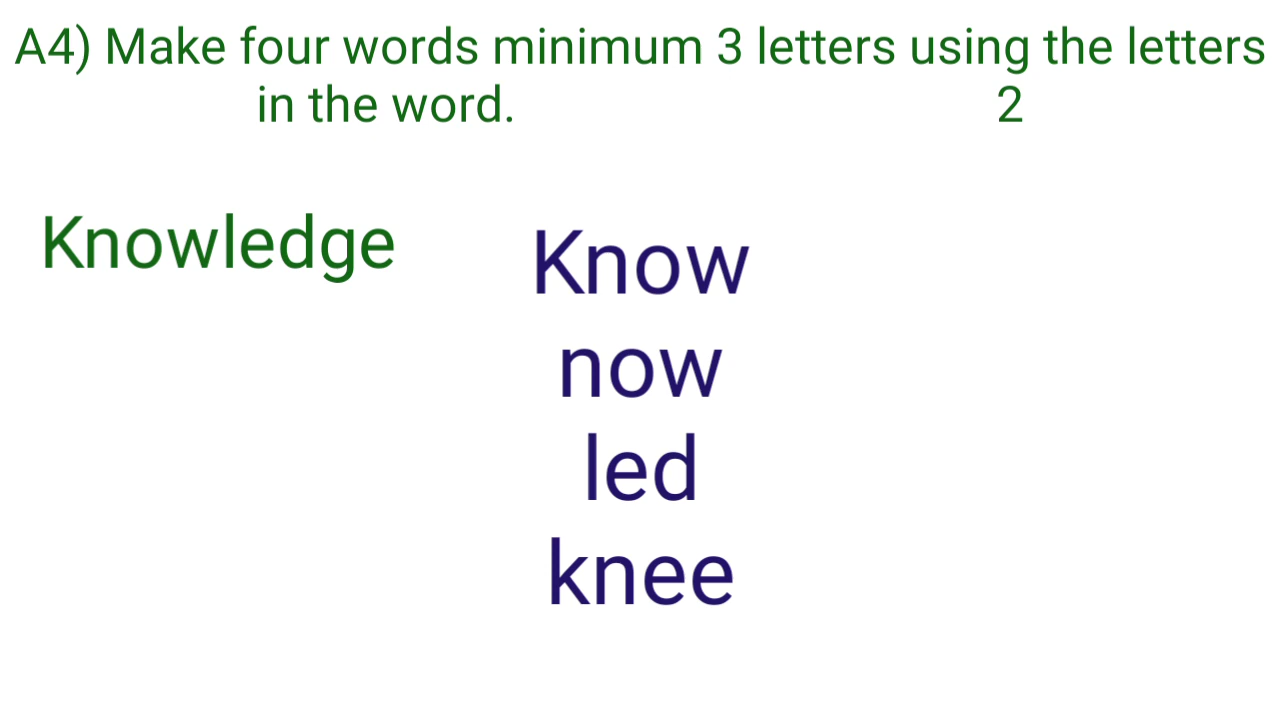 A4) Make four words minimum 3 letters using the letters
in the word. 2
Knowledge
Know
now
led
knee